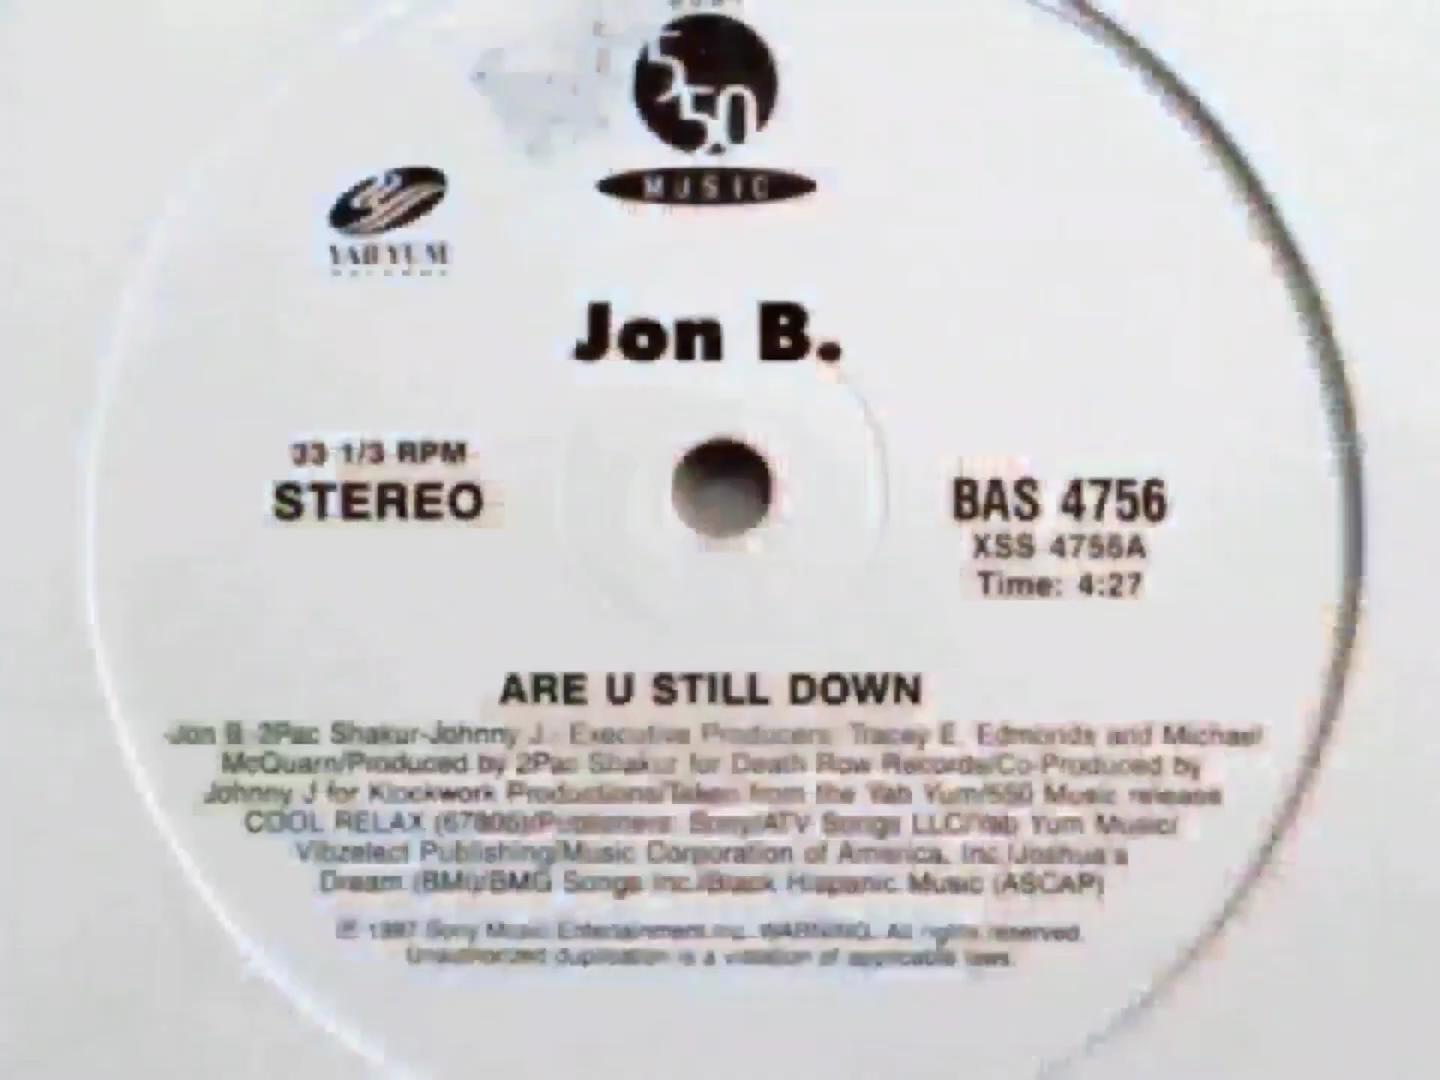 550
MUSIC
YAB YUM
RECORDS
Jon B.
33 1/3 RPM
STEREO
BAS 4756
XSS 4756A
Time: 4:27
ARE U STILL DOWN
-Jon B. 2Pac Shakur-Johnny J.- Executive Producers: Tracey E. Edmonds and Michael
McQuarn/Produced by 2Pac Shakur for Death Row Records/Co-Produced by
Johnny J for Klockwork Productions/Taken from the Yab Yum/550 Music release
COOL RELAX (67805)/Publishers: Sony/ATV Songs LLC/Yab Yum Music/
Vibzelect Publishing/Music Corporation of America, Inc./Joshua's
Dream (BMI)/BMG Songs Inc./Black Hispanic Music (ASCAP)
℗ 1997 Sony Music Entertainment Inc. WARNING: All rights reserved.
Unauthorized duplication is a violation of applicable laws.